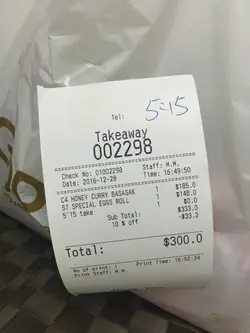 Tel:
5:15
Takeaway
002298
Check No: 01002298 Staff: M.M.
Date: 2016-12-28 Time: 16:49:50
C4 HONEY CURRY BAGASAK 1 $185.0
S7 SPECIAL EGGS ROLL 1 $148.0
5'15 take 1 $0.0
Sub Total: $333.0
10 % off -$33.3
Total: $300.0
No of print: 1
Staff: M.M. Print Time: 16:52:34